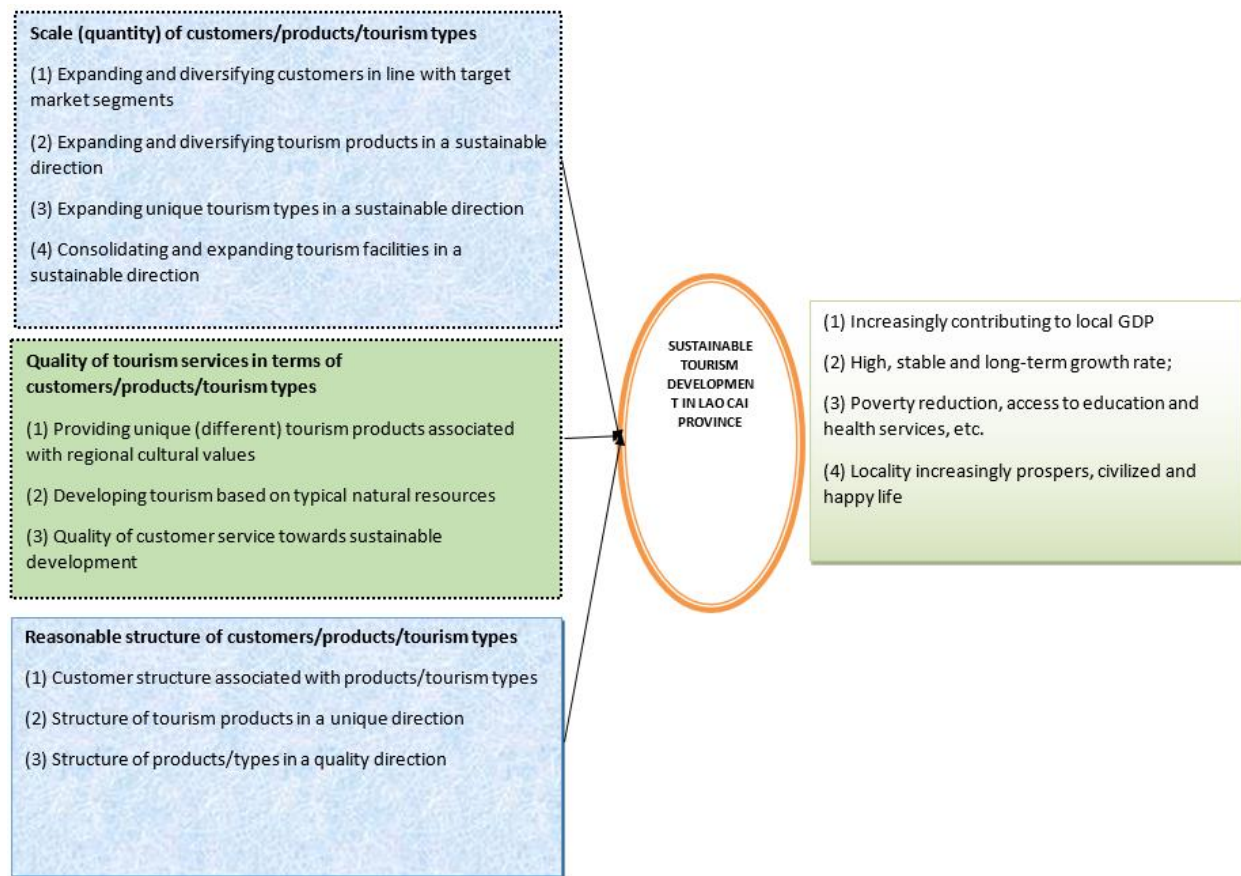 Scale (quantity) of customers/products/tourism types
(1) Expanding and diversifying customers in line with target
market segments
(2) Expanding and diversifying tourism products in a sustainable
direction
(3) Expanding unique tourism types in a sustainable direction
(4) Consolidating and expanding tourism facilities in a
sustainable direction
Quality of tourism services in terms of
customers/products/tourism types
(1) Providing unique (different) tourism products associated
with regional cultural values
(2) Developing tourism based on typical natural resources
(3) Quality of customer service towards sustainable
development
Reasonable structure of customers/products/tourism types
(1) Customer structure associated with products/tourism types
(2) Structure of tourism products in a unique direction
(3) Structure of products/types in a quality direction
SUSTAINABLE
TOURISM
DEVELOPMEN
T IN LAO CAI
PROVINCE
(1) Increasingly contributing to local GDP
(2) High, stable and long-term growth rate;
(3) Poverty reduction, access to education and
health services, etc.
(4) Locality increasingly prospers, civilized and
happy life